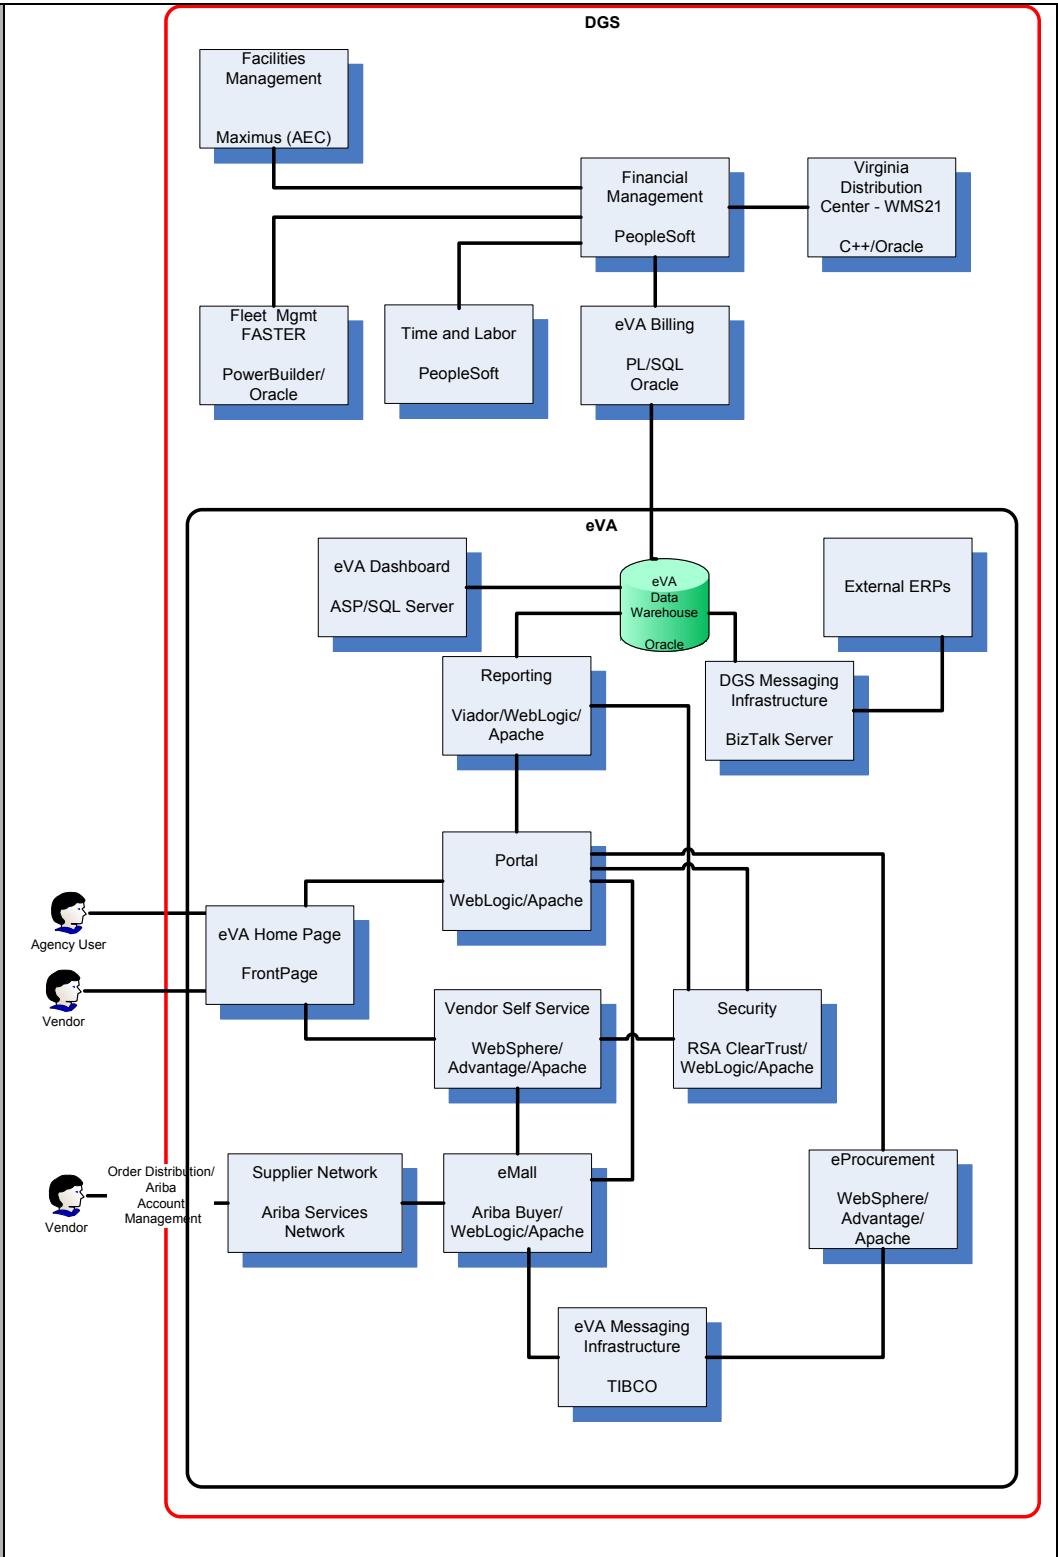 DGS
Facilities
Management
Maximus (AEC)
Financial
Management
PeopleSoft
Virginia
Distribution
Center - WMS21
C++/Oracle
Fleet  Mgmt
FASTER
PowerBuilder/
Oracle
Time and Labor
PeopleSoft
eVA Billing
PL/SQL
Oracle
eVA
eVA Dashboard
ASP/SQL Server
eVA
Data
Warehouse
Oracle
External ERPs
Reporting
Viador/WebLogic/
Apache
DGS Messaging
Infrastructure
BizTalk Server
Portal
WebLogic/Apache
Agency User
eVA Home Page
FrontPage
Vendor
Vendor Self Service
WebSphere/
Advantage/Apache
Security
RSA ClearTrust/
WebLogic/Apache
Vendor
Order Distribution/
Ariba
Account
Management
Supplier Network
Ariba Services
Network
eMall
Ariba Buyer/
WebLogic/Apache
eProcurement
WebSphere/
Advantage/
Apache
eVA Messaging
Infrastructure
TIBCO